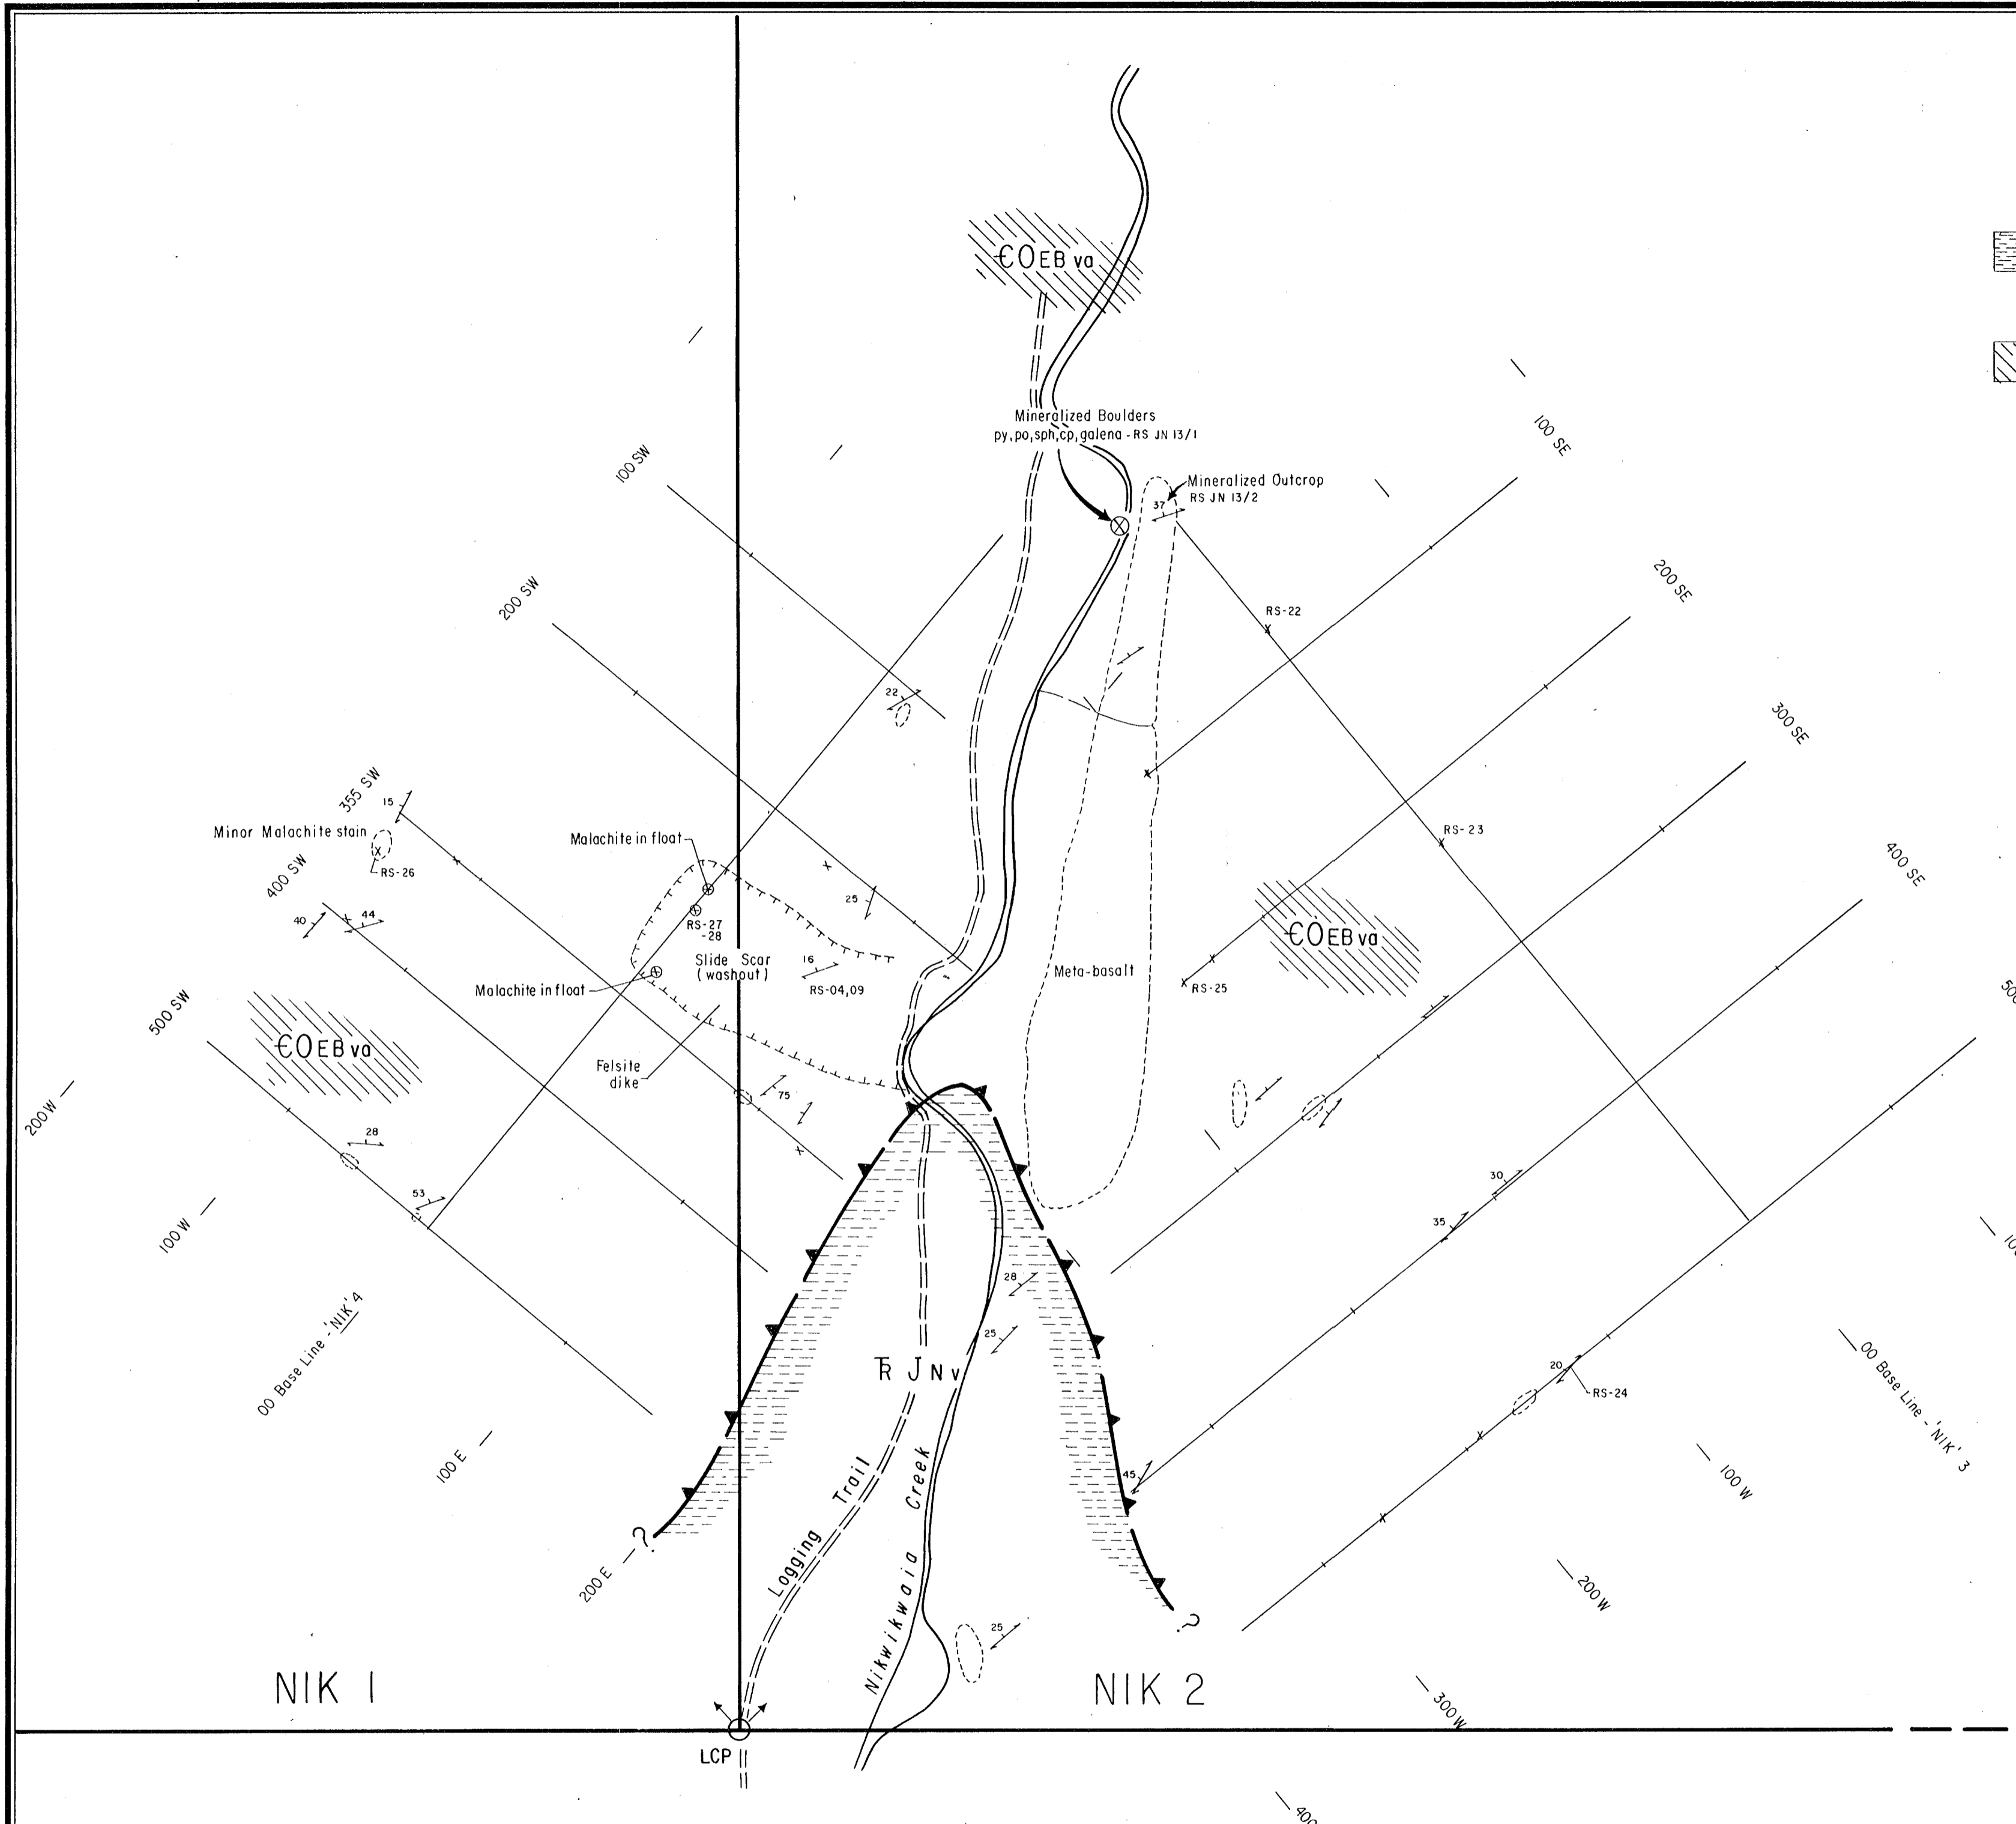 ЄOEB va
Mineralized Boulders
py,po,sph,cp,galena - RS JN 13/1
Mineralized Outcrop
RS JN 13/2
37
100 SW
100 SE
200 SW
200 SE
RS-22
22
300 SE
355 SW
15
Minor Malachite stain
RS-26
Malachite in float
RS-23
400 SW
400 SE
40
44
25
RS-27
-28
Slide Scar
(washout)
16
RS-04,09
ЄOEB va
Meta-basalt
RS-25
Malachite in float
500 SW
ЄOEB va
Felsite
dike
75
200 W
28
53
30
35
100 W
28
25
00 Base Line - 'NIK' 4
TR JN v
20
RS-24
00 Base Line - 'NIK' 3
100 E
45
100 W
Logging Trail
Nikwikwaia Creek
?
200 E
200 W
?
25
NIK 1
NIK 2
300 W
LCP